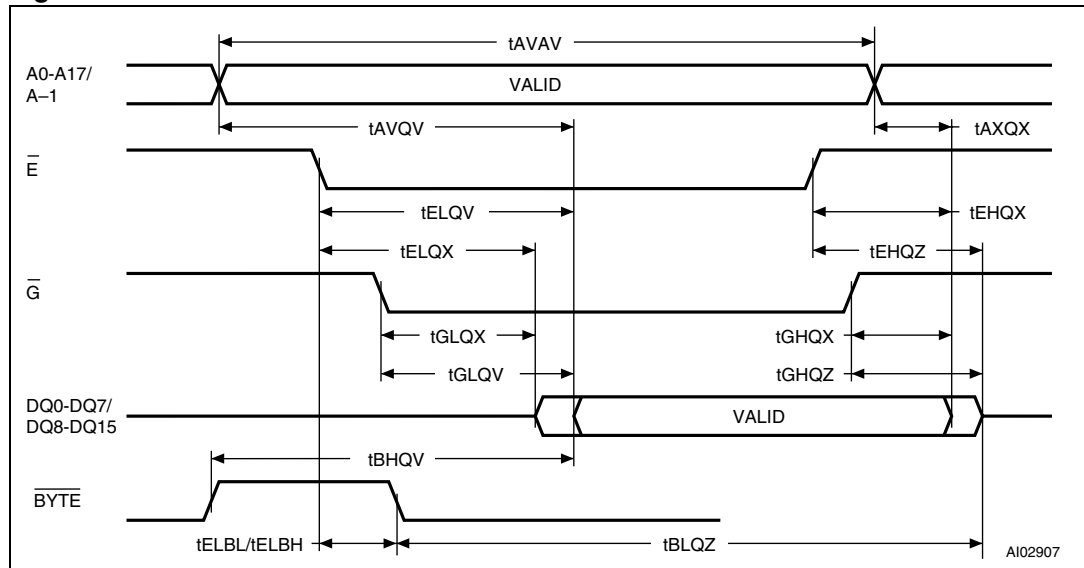 tAVAV
A0-A17/
A–1
VALID
tAVQV
tAXQX
E
tELQV
tEHQX
tELQX
tEHQZ
G
tGLQX
tGHQX
tGLQV
tGHQZ
DQ0-DQ7/
DQ8-DQ15
VALID
tBHQV
BYTE
tELBL/tELBH
tBLQZ
AI02907